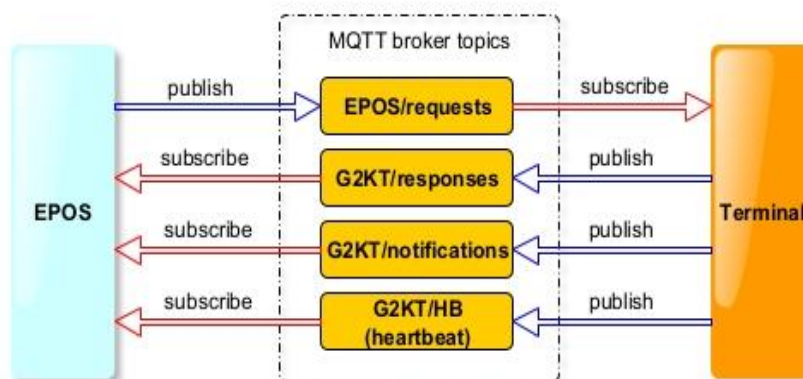 MQTT broker topics
publish
EPOS/requests
subscribe
subscribe
G2KT/responses
publish
EPOS
subscribe
G2KT/notifications
publish
Terminal
subscribe
G2KT/HB
(heartbeat)
publish